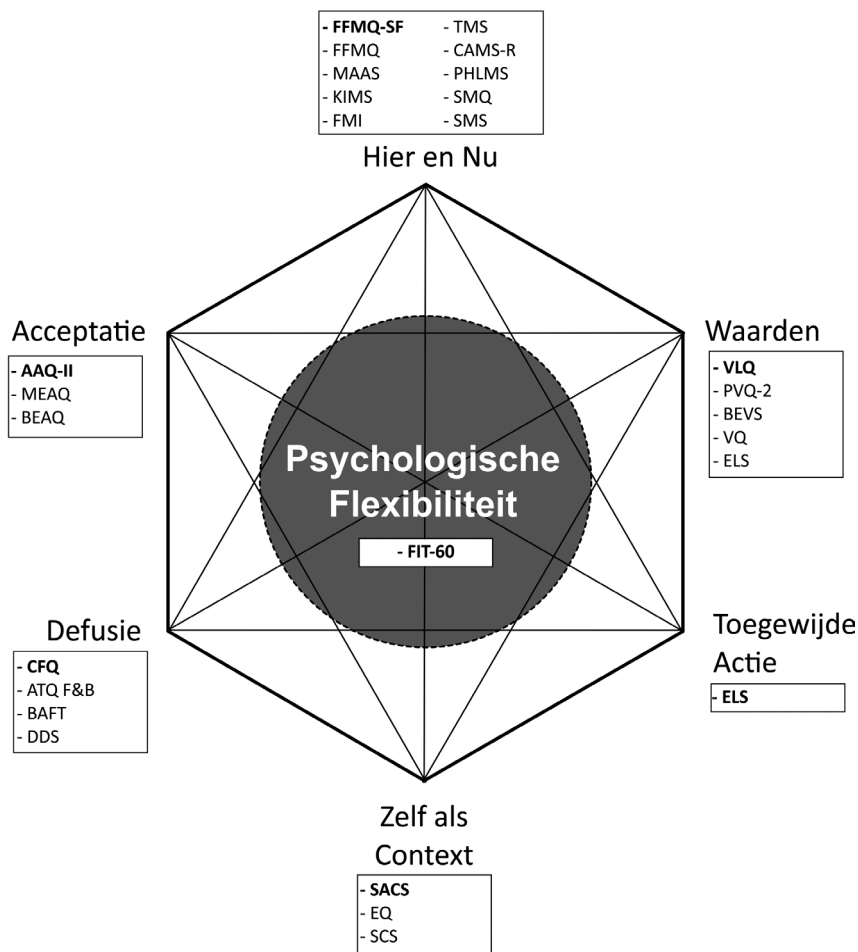 - FFMQ-SF
- FFMQ
- MAAS
- KIMS
- FMI
- TMS
- CAMS-R
- PHLMS
- SMQ
- SMS
Hier en Nu
Acceptatie
- AAQ-II
- MEAQ
- BEAQ
Waarden
- VLQ
- PVQ-2
- BEVS
- VQ
- ELS
Psychologische
Flexibiliteit
- FIT-60
Defusie
- CFQ
- ATQ F&B
- BAFT
- DDS
Toegewijde
Actie
- ELS
Zelf als
Context
- SACS
- EQ
- SCS